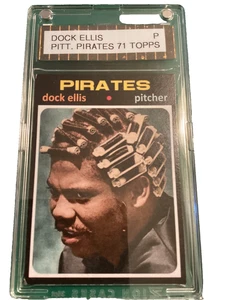 DOCK ELLIS P
PITT. PIRATES 71 TOPPS
PIRATES
dock ellis • pitcher